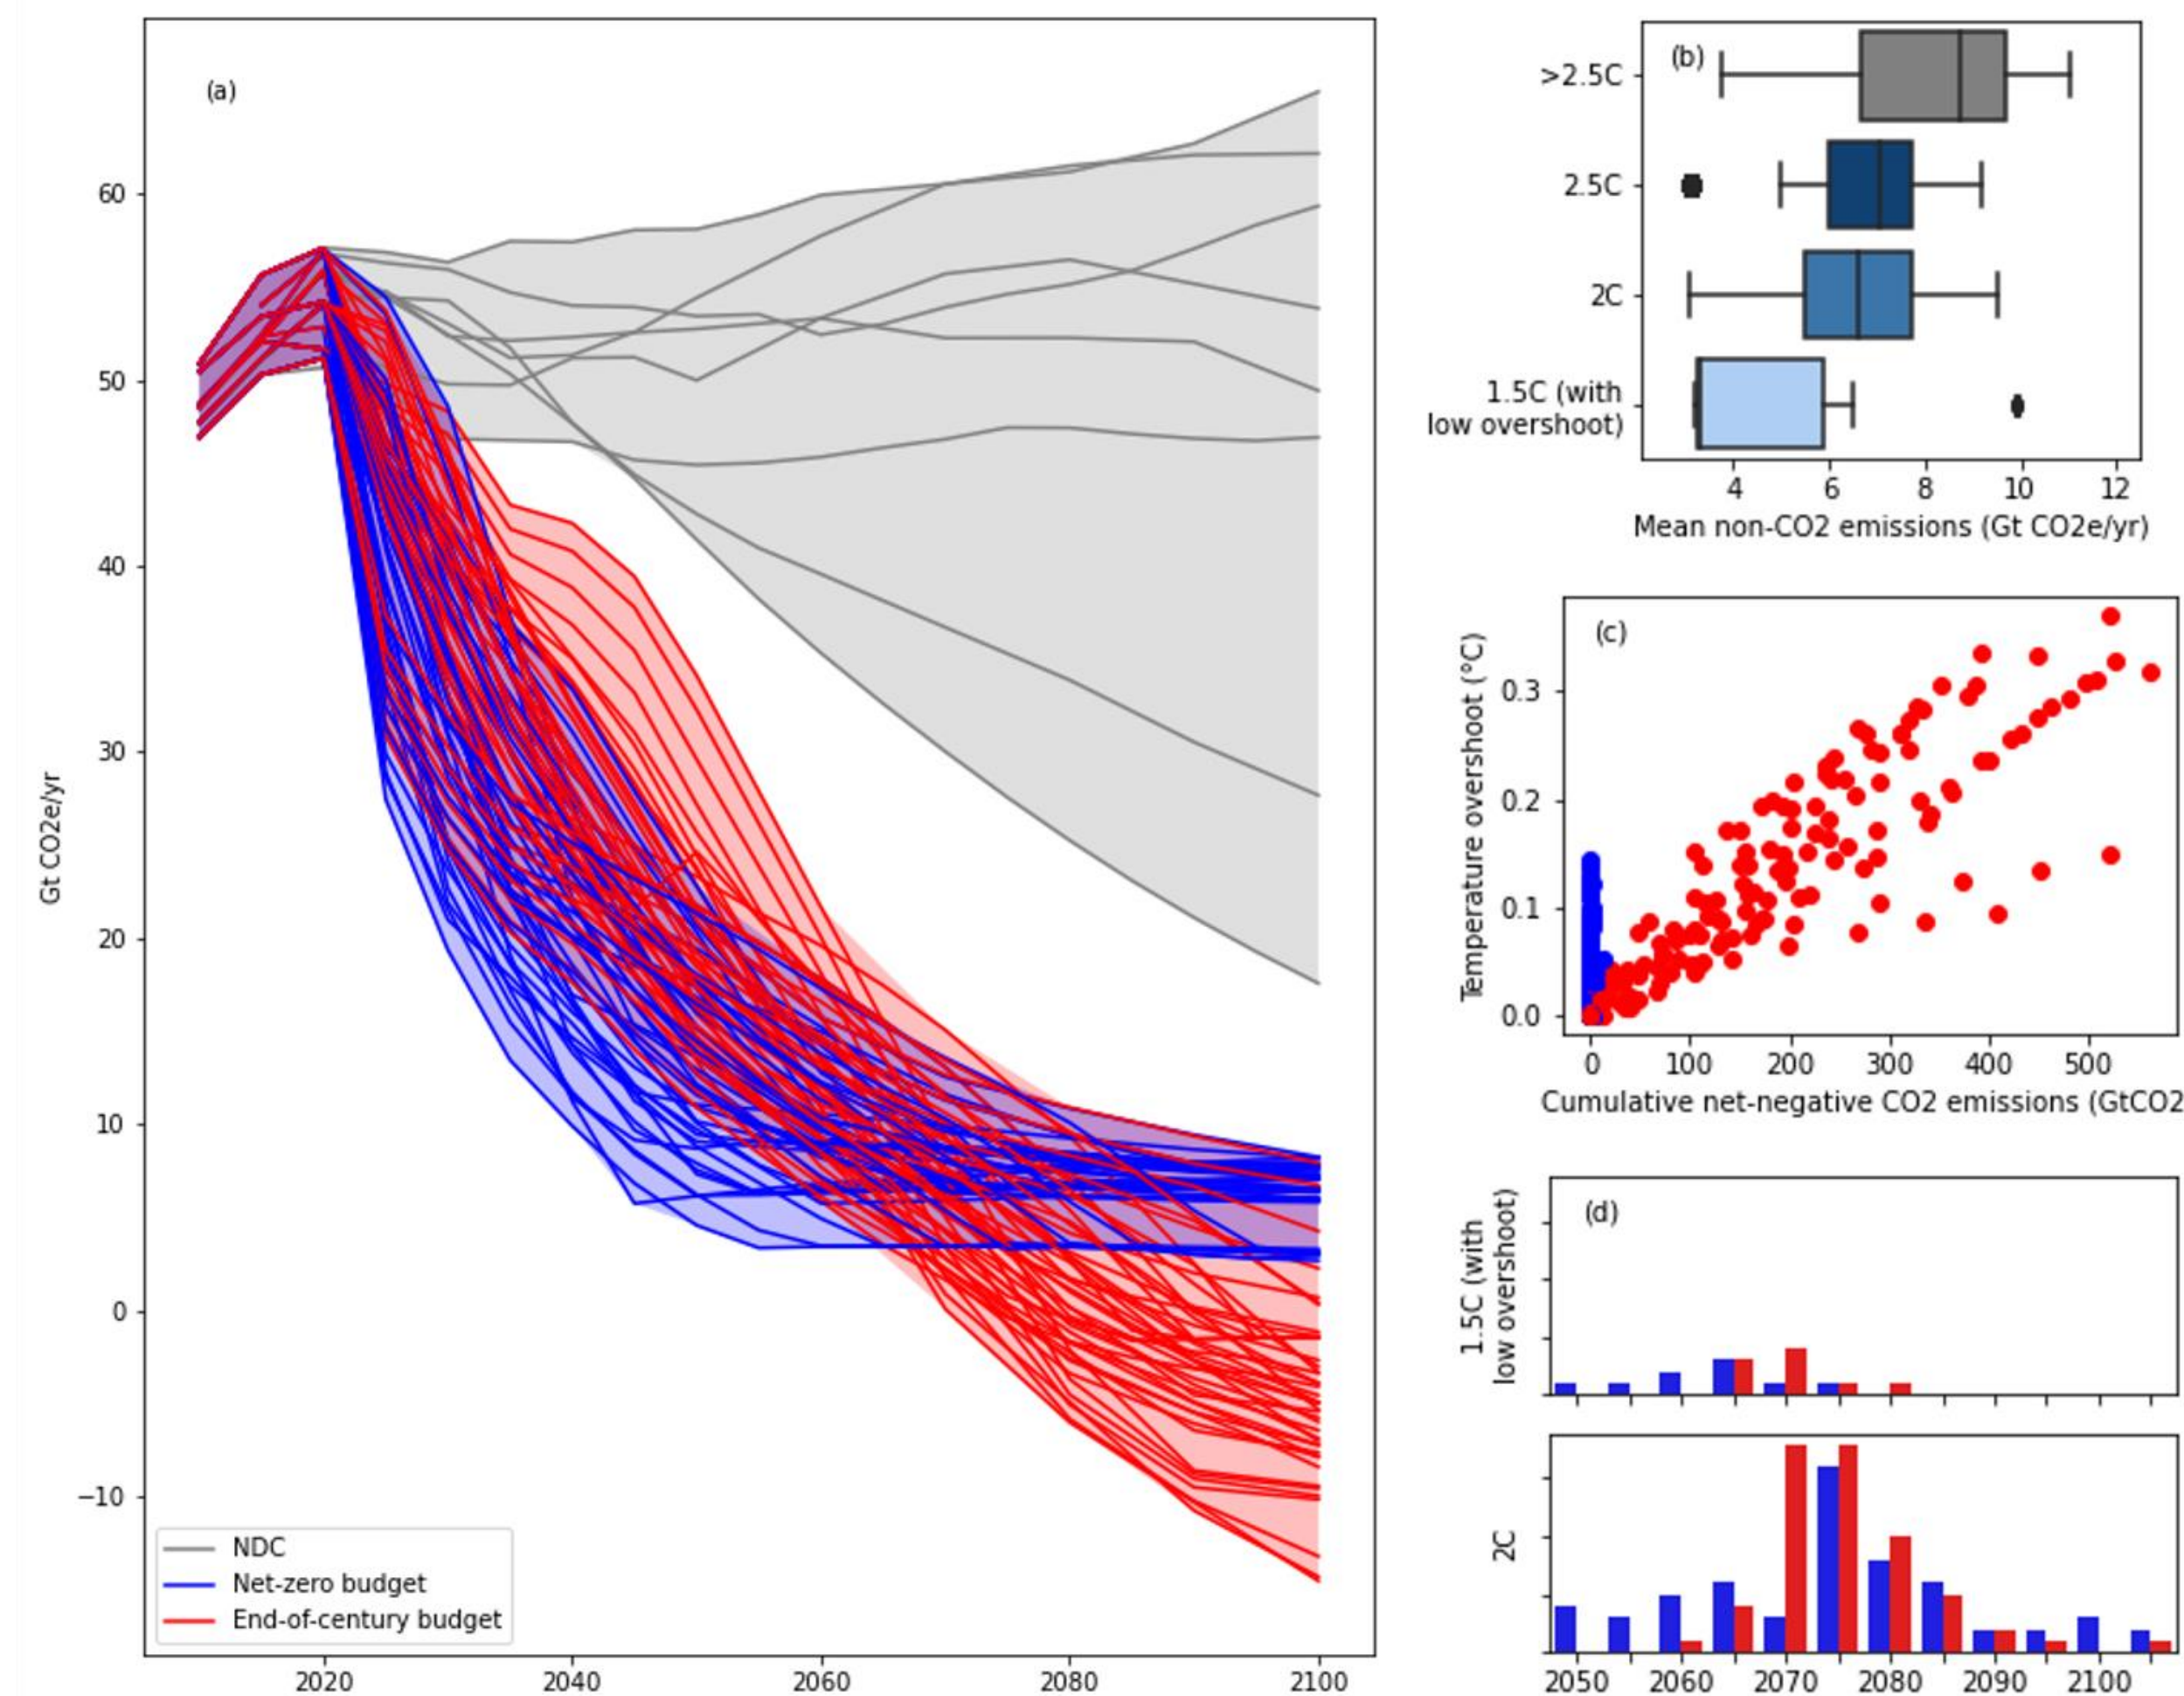 (a)
60
50
40
30
20
10
0
−10
Gt CO2e/yr
NDC
Net-zero budget
End-of-century budget
2020 2040 2060 2080 2100
(b)
>2.5C
2.5C
2C
1.5C (with
low overshoot)
4 6 8 10 12
Mean non-CO2 emissions (Gt CO2e/yr)
(c)
Temperature overshoot (°C)
0.3
0.2
0.1
0.0
0 100 200 300 400 500
Cumulative net-negative CO2 emissions (GtCO2
(d)
1.5C (with
low overshoot)
2C
2050 2060 2070 2080 2090 2100